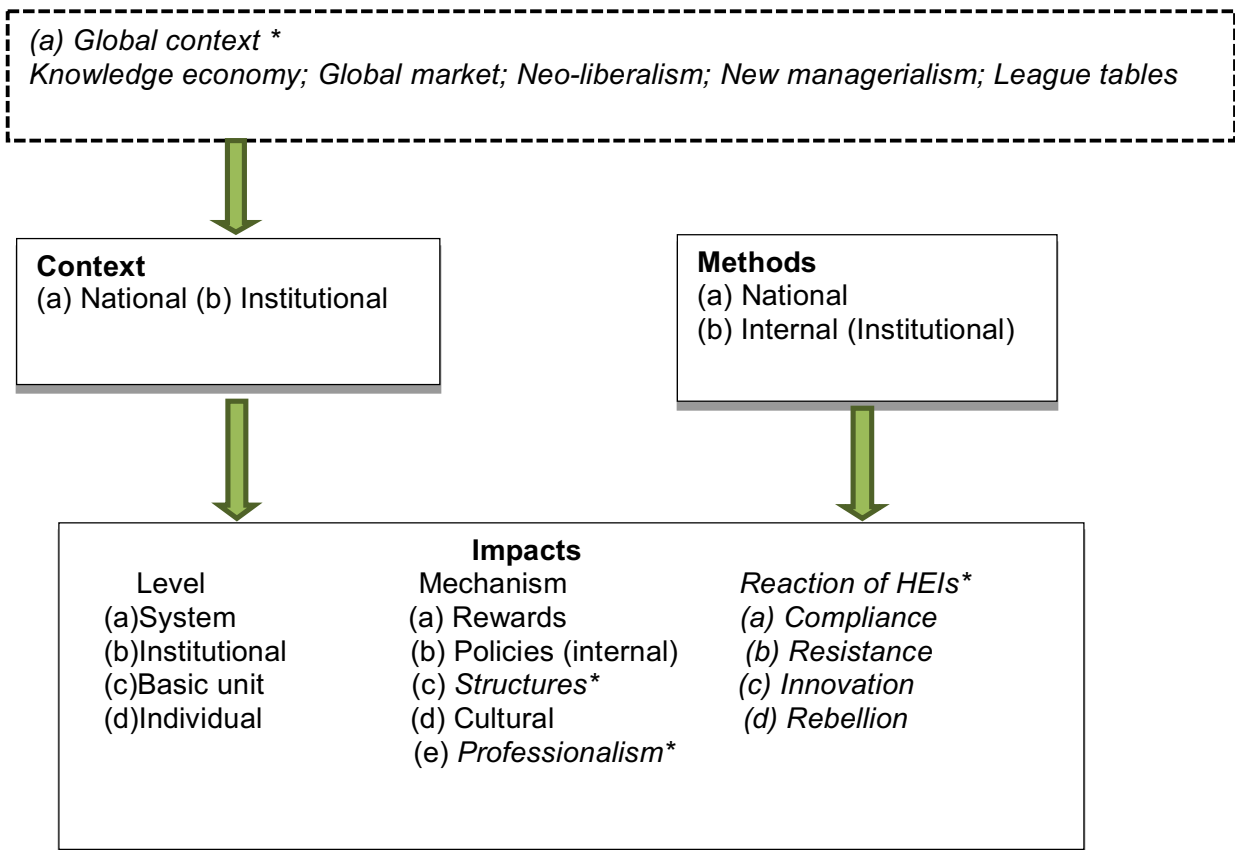 (a) Global context *
Knowledge economy; Global market; Neo-liberalism; New managerialism; League tables
Context
(a) National (b) Institutional
Methods
(a) National
(b) Internal (Institutional)
Impacts
Level
(a)System
(b)Institutional
(c)Basic unit
(d)Individual
Mechanism
(a) Rewards
(b) Policies (internal)
(c) Structures*
(d) Cultural
(e) Professionalism*
Reaction of HEIs*
(a) Compliance
(b) Resistance
(c) Innovation
(d) Rebellion